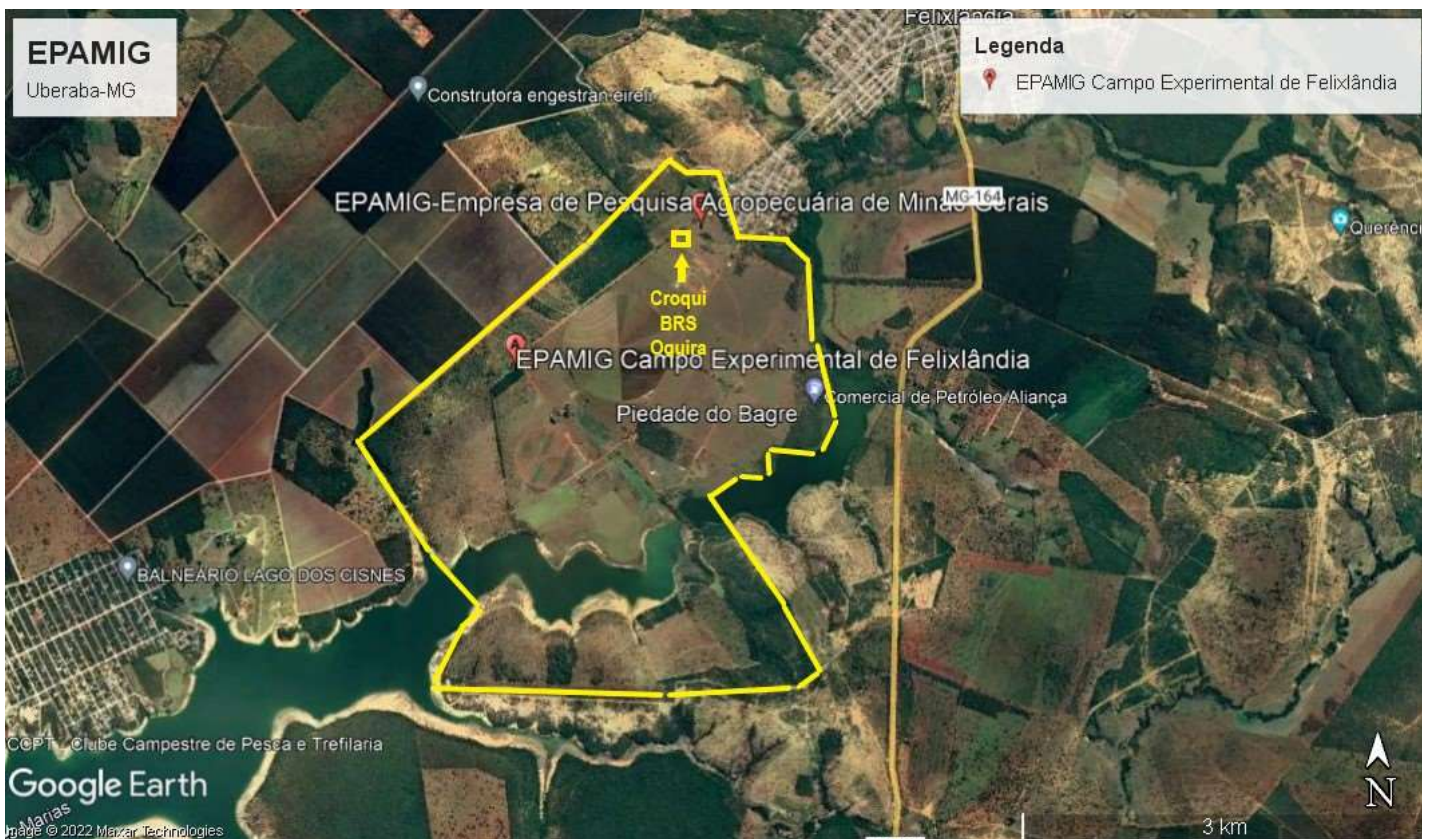 EPAMIG
Uberaba-MG
Felixlândia
Legenda
EPAMIG Campo Experimental de Felixlândia
Construtora engestran eireli
EPAMIG-Empresa de Pesquisa Agropecuária de Minas Gerais
MG-164
Querênci
Croqui
BRS
Oquira
EPAMIG Campo Experimental de Felixlândia
Comercial de Petróleo Aliança
Piedade do Bagre
BALNEÁRIO LAGO DOS CISNES
CCPT - Clube Campestre de Pesca e Trefilaria
Google Earth
Marias
Image © 2022 Maxar Technologies
N
3 km